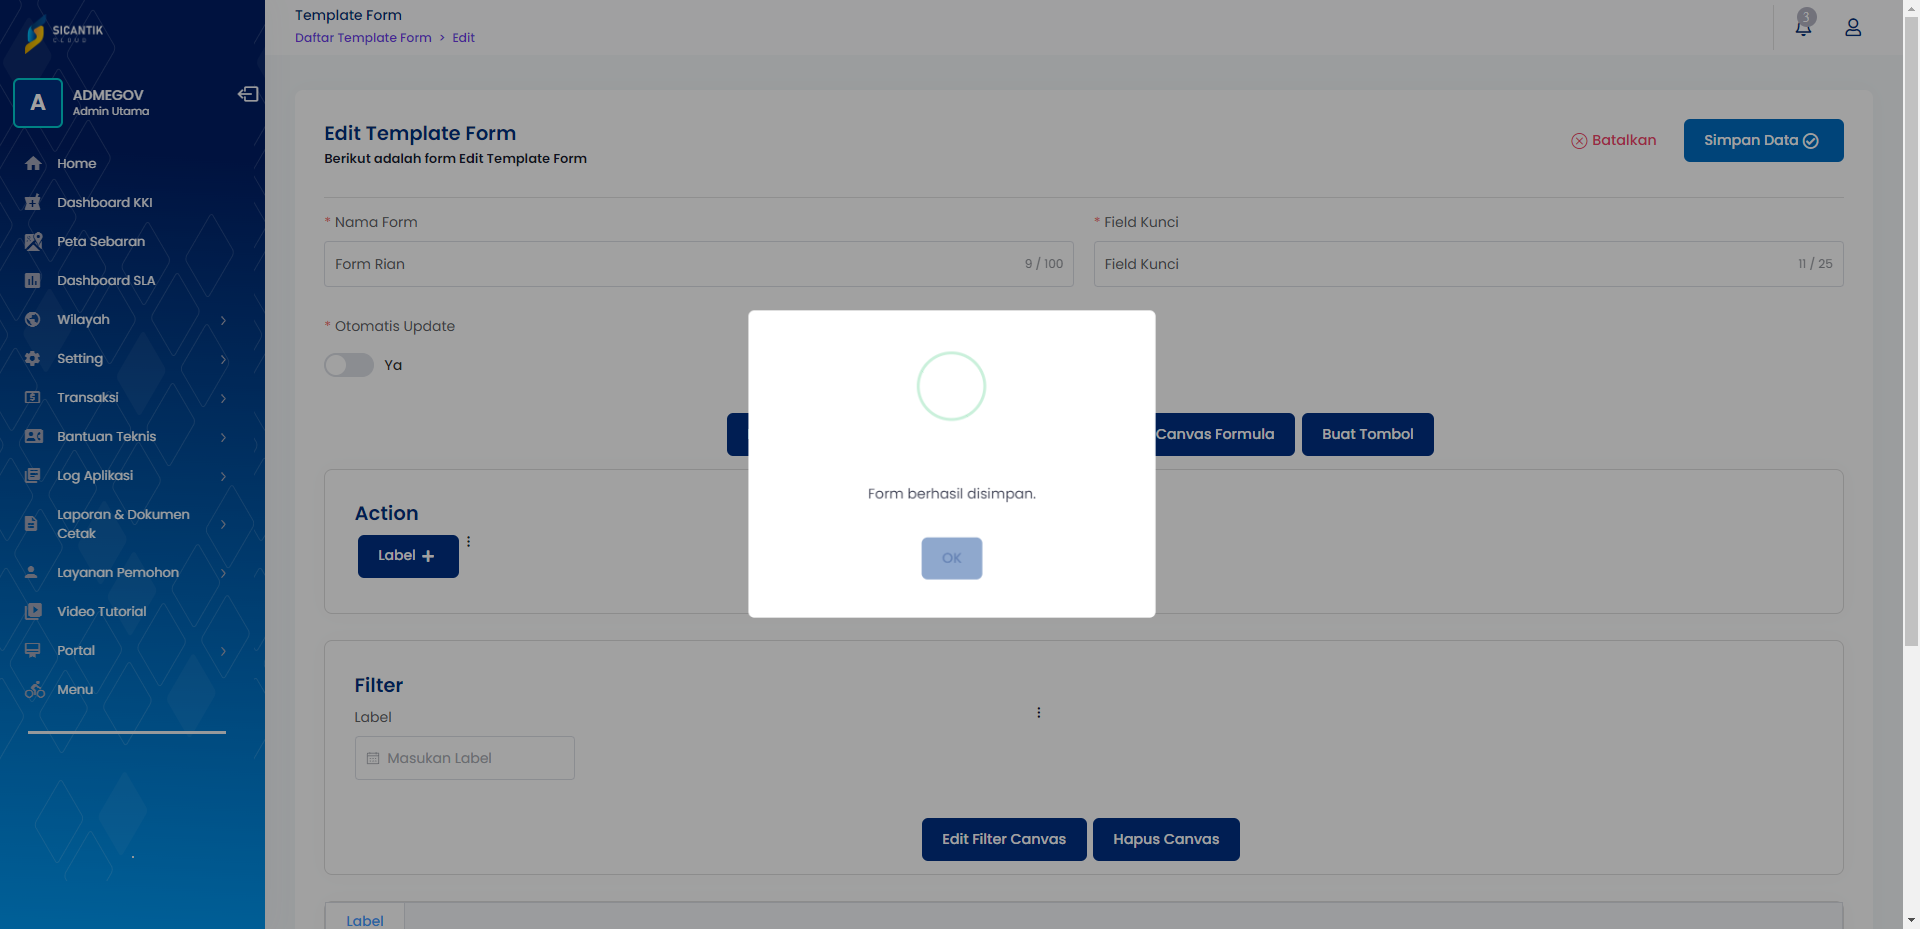 SICANTIK
CLOUD
A
ADMEGOV
Admin Utama
Home
Dashboard KKI
Peta Sebaran
Dashboard SLA
Wilayah
Setting
Transaksi
Bantuan Teknis
Log Aplikasi
Laporan & Dokumen
Cetak
Layanan Pemohon
Video Tutorial
Portal
Menu
Template Form
Daftar Template Form > Edit
3
Edit Template Form
Berikut adalah form Edit Template Form
Batalkan
Simpan Data
* Nama Form
* Field Kunci
Form Rian
9 / 100
Field Kunci
11 / 25
* Otomatis Update
Ya
Canvas Formula
Buat Tombol
Form berhasil disimpan.
OK
Action
Label
Filter
Label
Masukan Label
Edit Filter Canvas
Hapus Canvas
Label